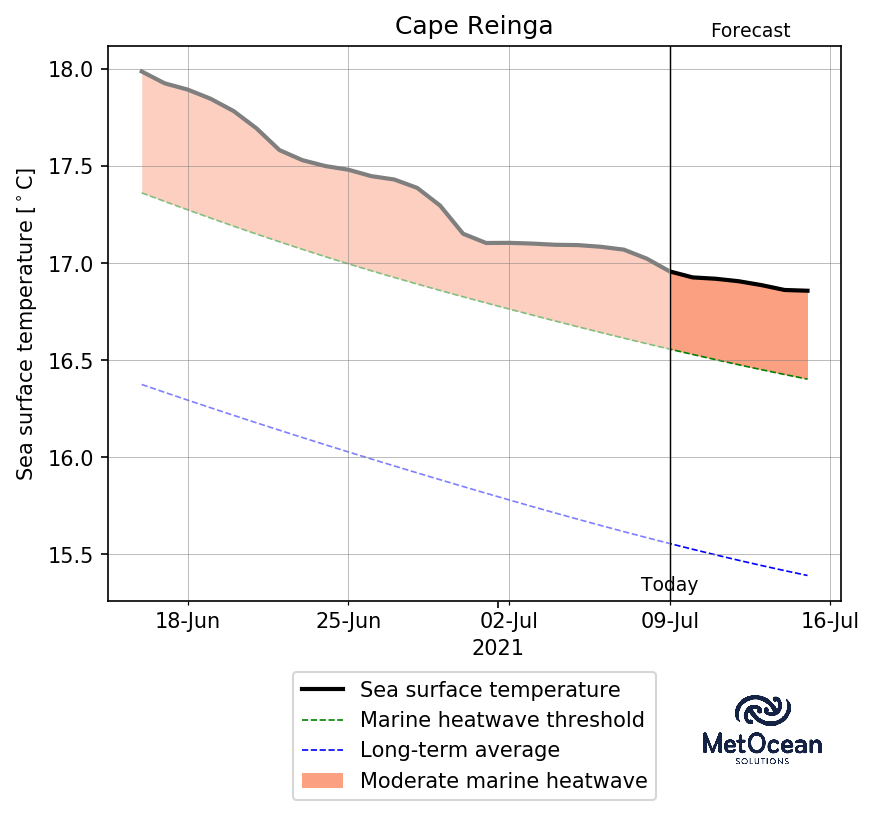 Cape Reinga
Forecast
Sea surface temperature [°C]
18.0
17.5
17.0
16.5
16.0
15.5
Today
18-Jun 25-Jun 02-Jul 09-Jul 16-Jul
2021
Sea surface temperature
Marine heatwave threshold
Long-term average
Moderate marine heatwave
MetOcean
SOLUTIONS